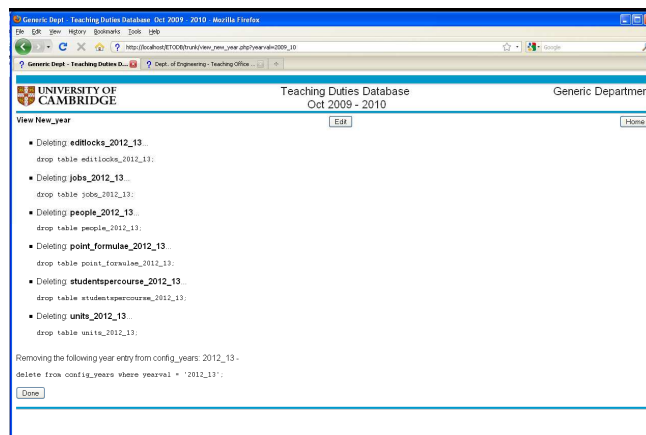 Generic Dept - Teaching Duties Database Oct 2009 - 2010 - Mozilla Firefox
File Edit View History Bookmarks Tools Help
http://localhost/ETODB/trunk/view_new_year.php?yearval=2009_10
Google
Generic Dept - Teaching Duties D...
Dept. of Engineering - Teaching Office ...
UNIVERSITY OF
CAMBRIDGE
Teaching Duties Database
Oct 2009 - 2010
Generic Departmen
View New_year
Edit
Home
Deleting: editlocks_2012_13...
drop table editlocks_2012_13;
Deleting: jobs_2012_13...
drop table jobs_2012_13;
Deleting: people_2012_13...
drop table people_2012_13;
Deleting: point_formulae_2012_13...
drop table point_formulae_2012_13;
Deleting: studentspercourse_2012_13...
drop table studentspercourse_2012_13;
Deleting: units_2012_13...
drop table units_2012_13;
Removing the following year entry from config_years: 2012_13 -
delete from config_years where yearval = '2012_13';
Done